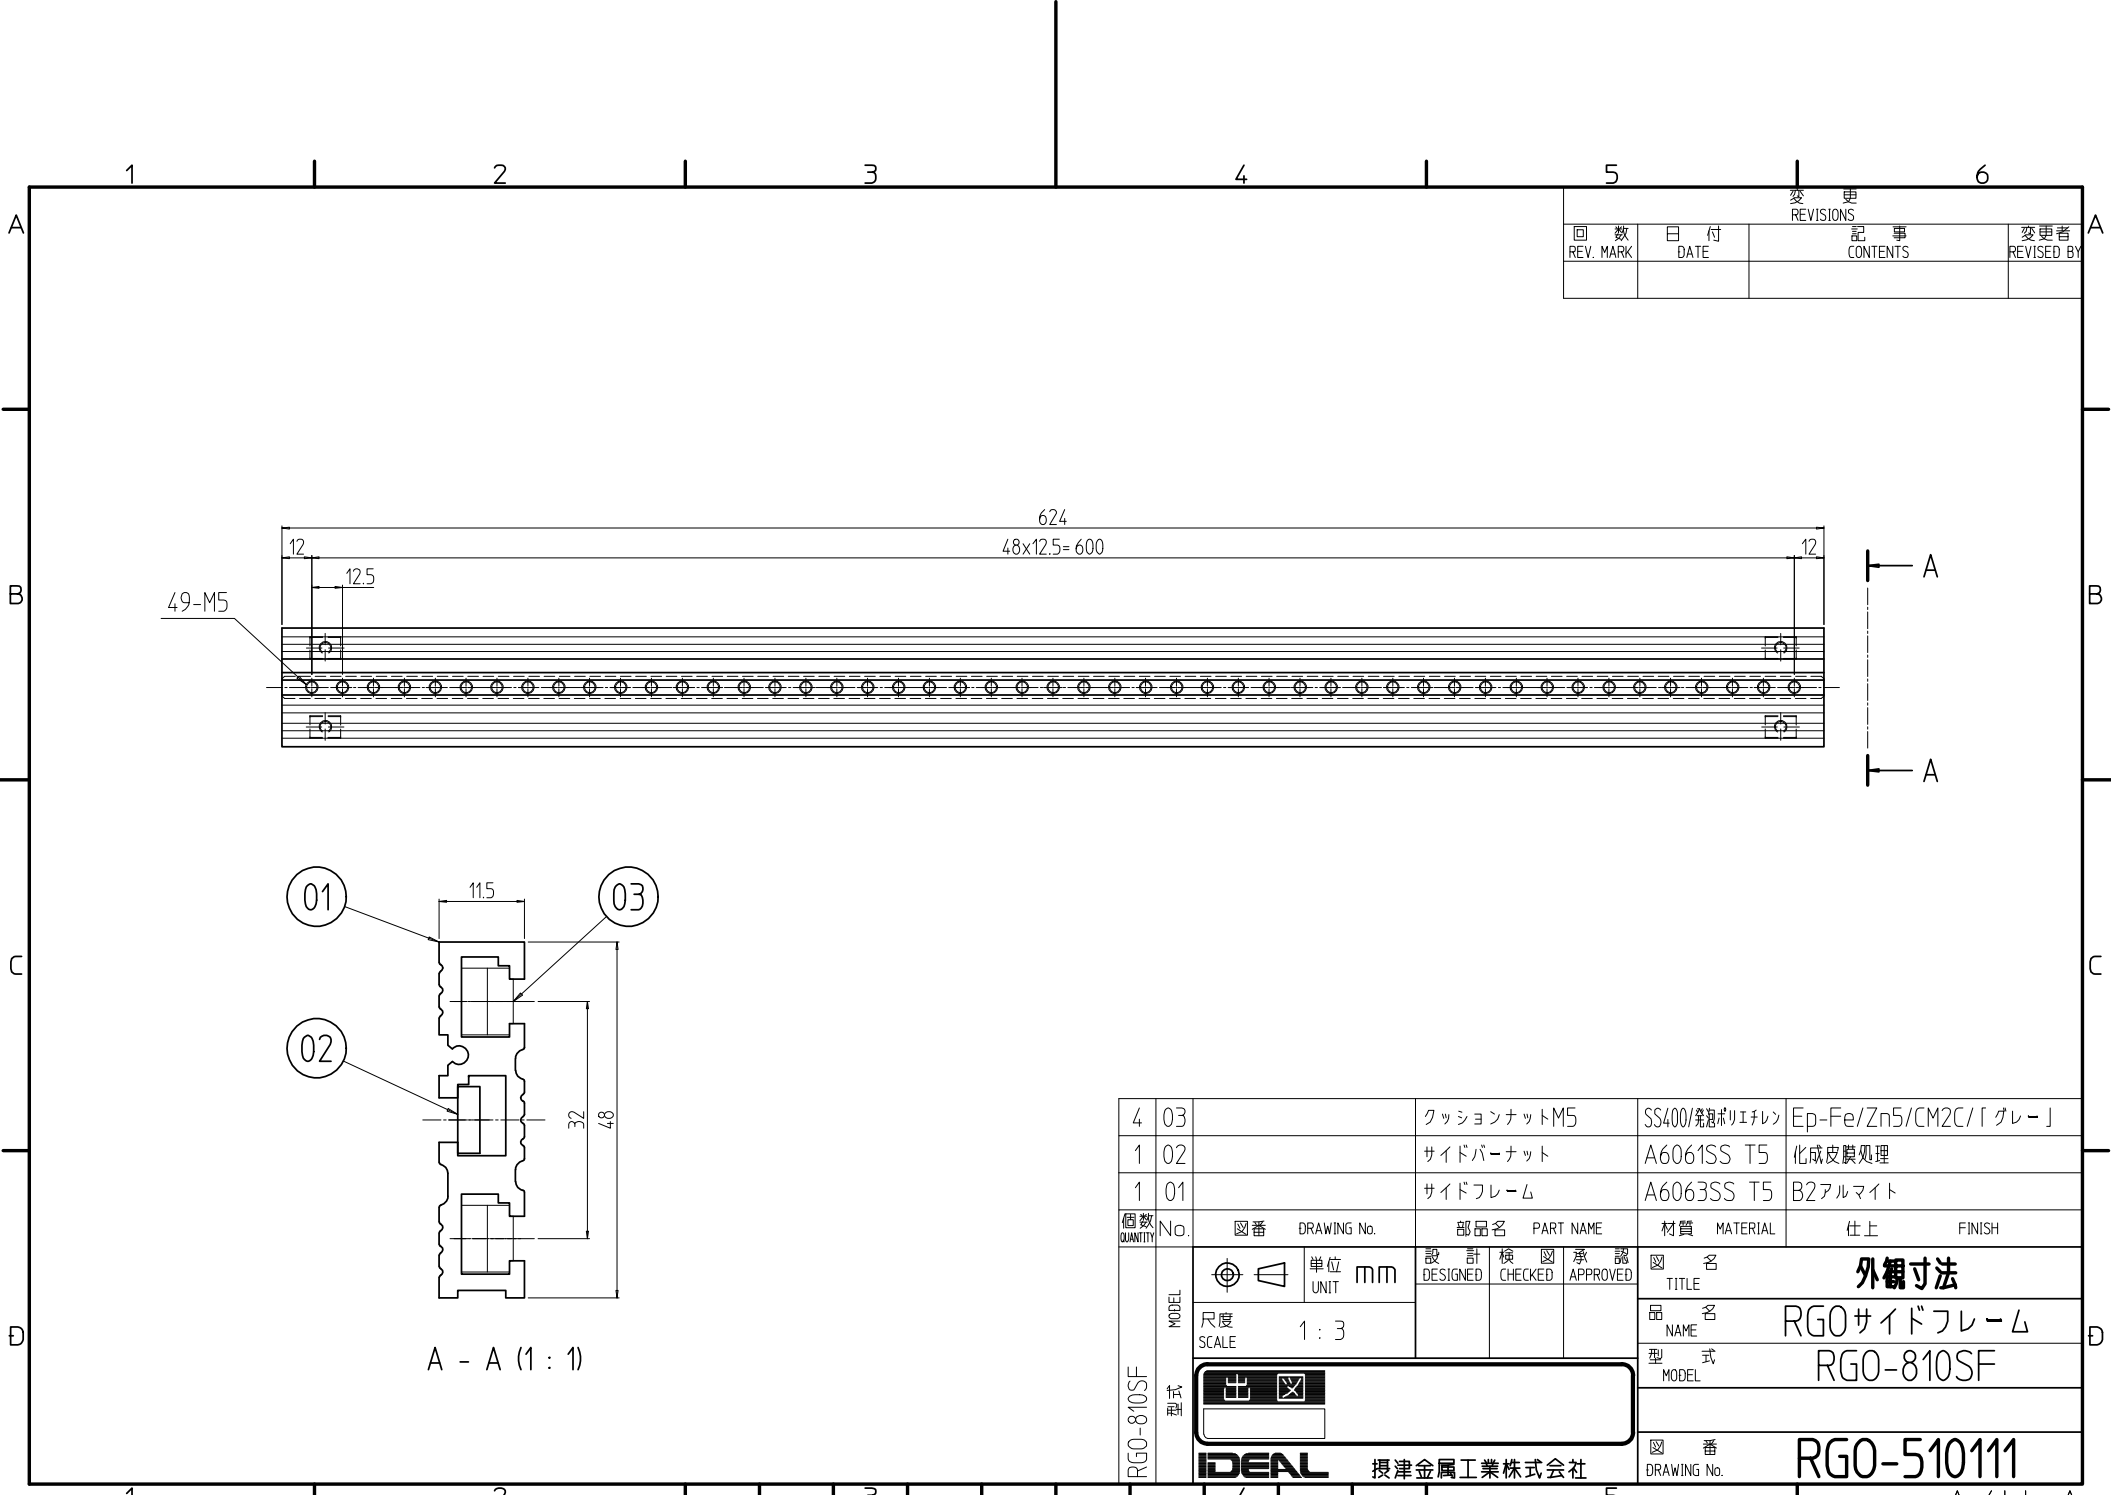 1 2 3 4 5 6
A A
変 更
REVISIONS
回 数 日 付 記 事 変更者
REV. MARK DATE CONTENTS REVISED BY
624
12 48x12.5= 600 12
12.5
49-M5
A
B B
A
01 11.5 03
C C
02
32
48
A - A (1 : 1)
D D
4 03 クッションナットM5 SS400/発泡ポリエチレン Ep-Fe/Zn5/CM2C/「グレー」
1 02 サイドバーナット A6061SS T5 化成皮膜処理
1 01 サイドフレーム A6063SS T5 B2アルマイト
個数 No. 図番 DRAWING No. 部品名 PART NAME 材質 MATERIAL 仕上 FINISH
QUANTITY
RGO-810SF
型式 MODEL
単位 mm
UNIT
設 計 検 図 承 認
DESIGNED CHECKED APPROVED
尺度 1 : 3
SCALE
図 名 外観寸法
TITLE
品 名 RGOサイドフレーム
NAME
型 式 RGO-810SF
MODEL
出 図
IDEAL 摂津金属工業株式会社
図 番 RGO-510111
DRAWING No.